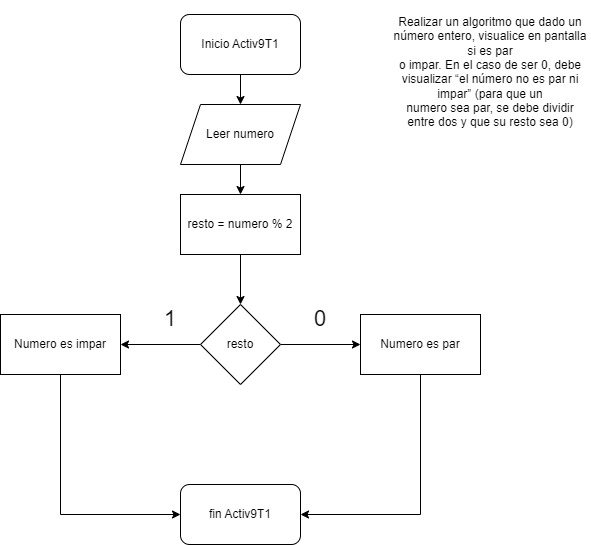 Inicio Activ9T1
Realizar un algoritmo que dado un
número entero, visualice en pantalla
si es par
o impar. En el caso de ser 0, debe
visualizar “el número no es par ni
impar” (para que un
numero sea par, se debe dividir
entre dos y que su resto sea 0)
Leer numero
resto = numero % 2
1
0
Numero es impar
resto
Numero es par
fin Activ9T1